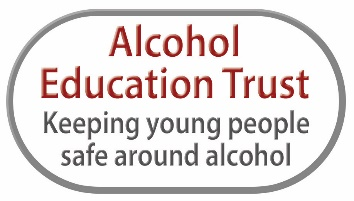 Alcohol
Education Trust
Keeping young people
safe around alcohol